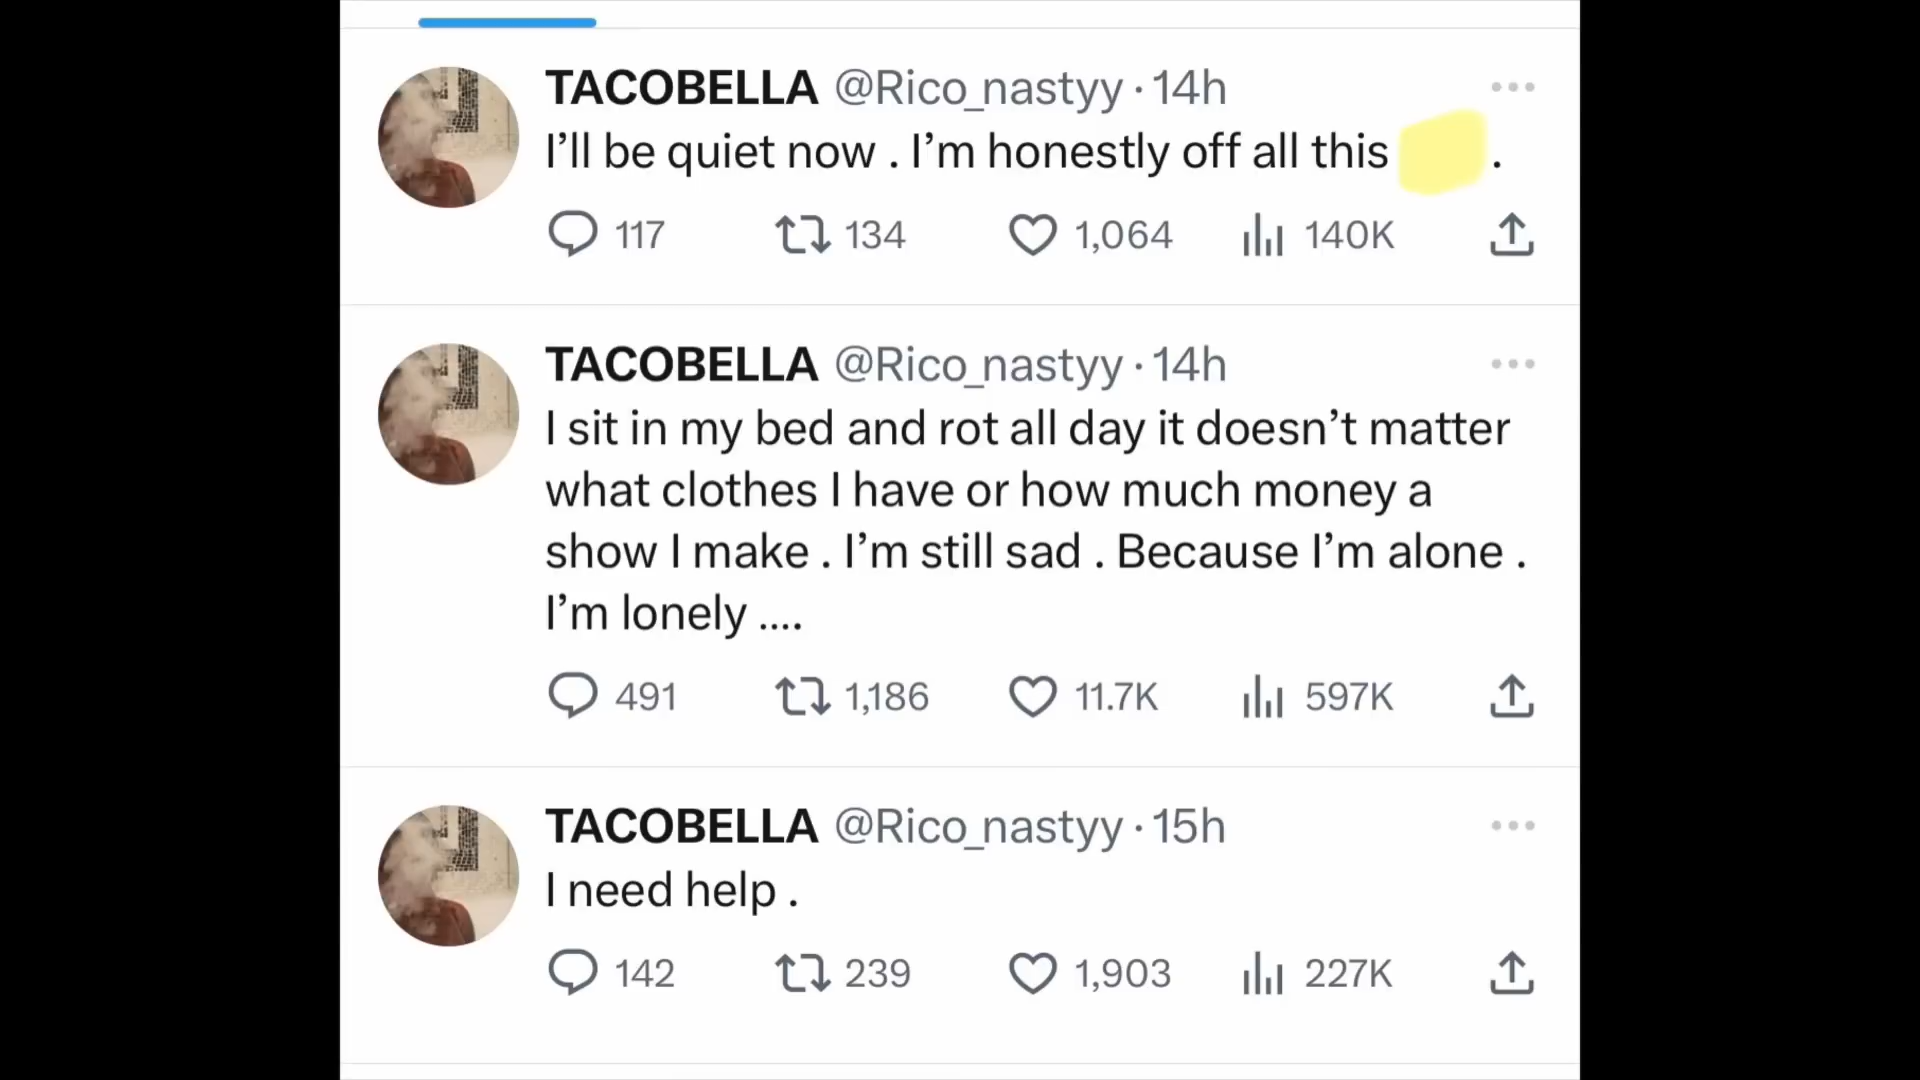 TACOBELLA @Rico_nastyy · 14h
I’ll be quiet now . I’m honestly off all this .
117 134 1,064 140K
TACOBELLA @Rico_nastyy · 14h
I sit in my bed and rot all day it doesn’t matter
what clothes I have or how much money a
show I make . I’m still sad . Because I’m alone .
I’m lonely ....
491 1,186 11.7K 597K
TACOBELLA @Rico_nastyy · 15h
I need help .
142 239 1,903 227K